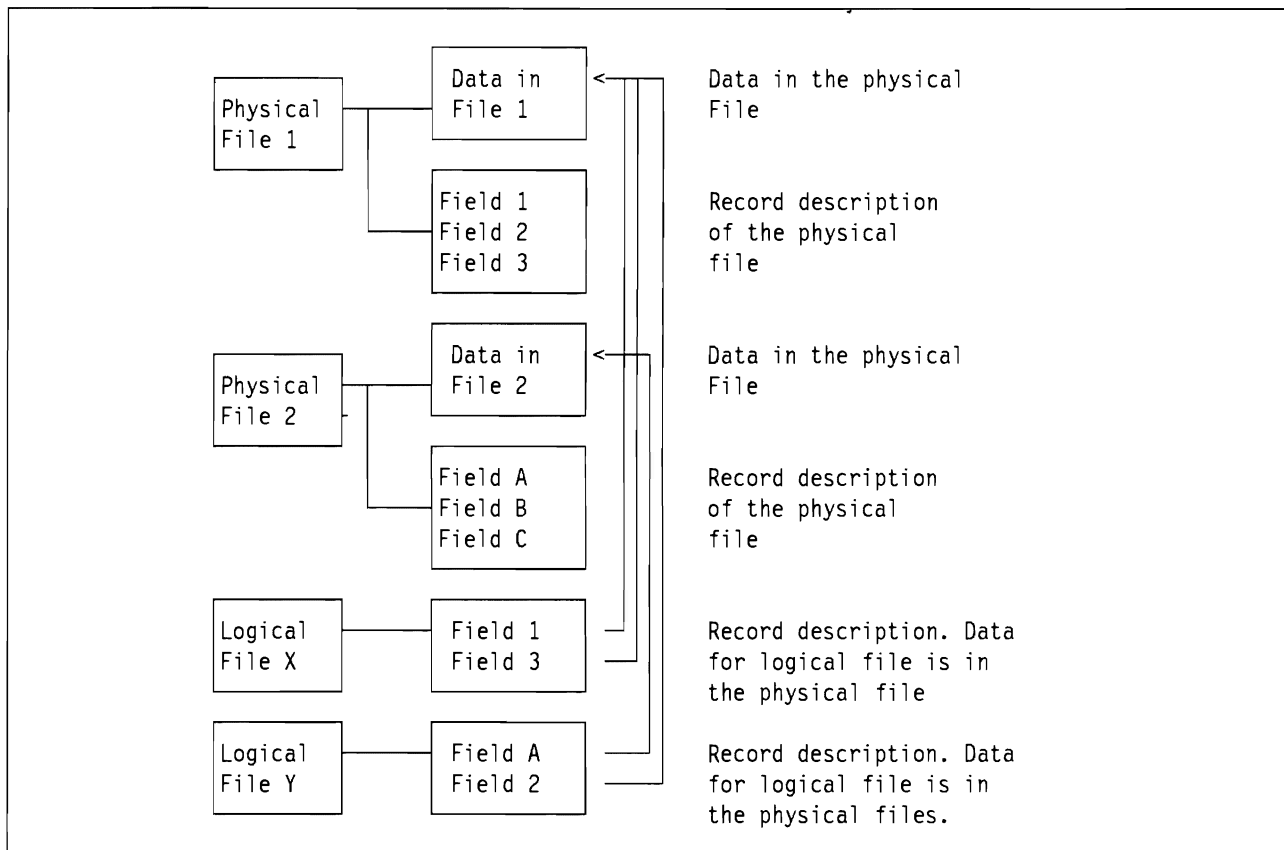 Physical
File 1
Data in
File 1
<
Data in the physical
File
Field 1
Field 2
Field 3
Record description
of the physical
file
Physical
File 2
Data in
File 2
<
Data in the physical
File
Field A
Field B
Field C
Record description
of the physical
file
Logical
File X
Field 1
Field 3
Record description. Data
for logical file is in
the physical file
Logical
File Y
Field A
Field 2
Record description. Data
for logical file is in
the physical files.